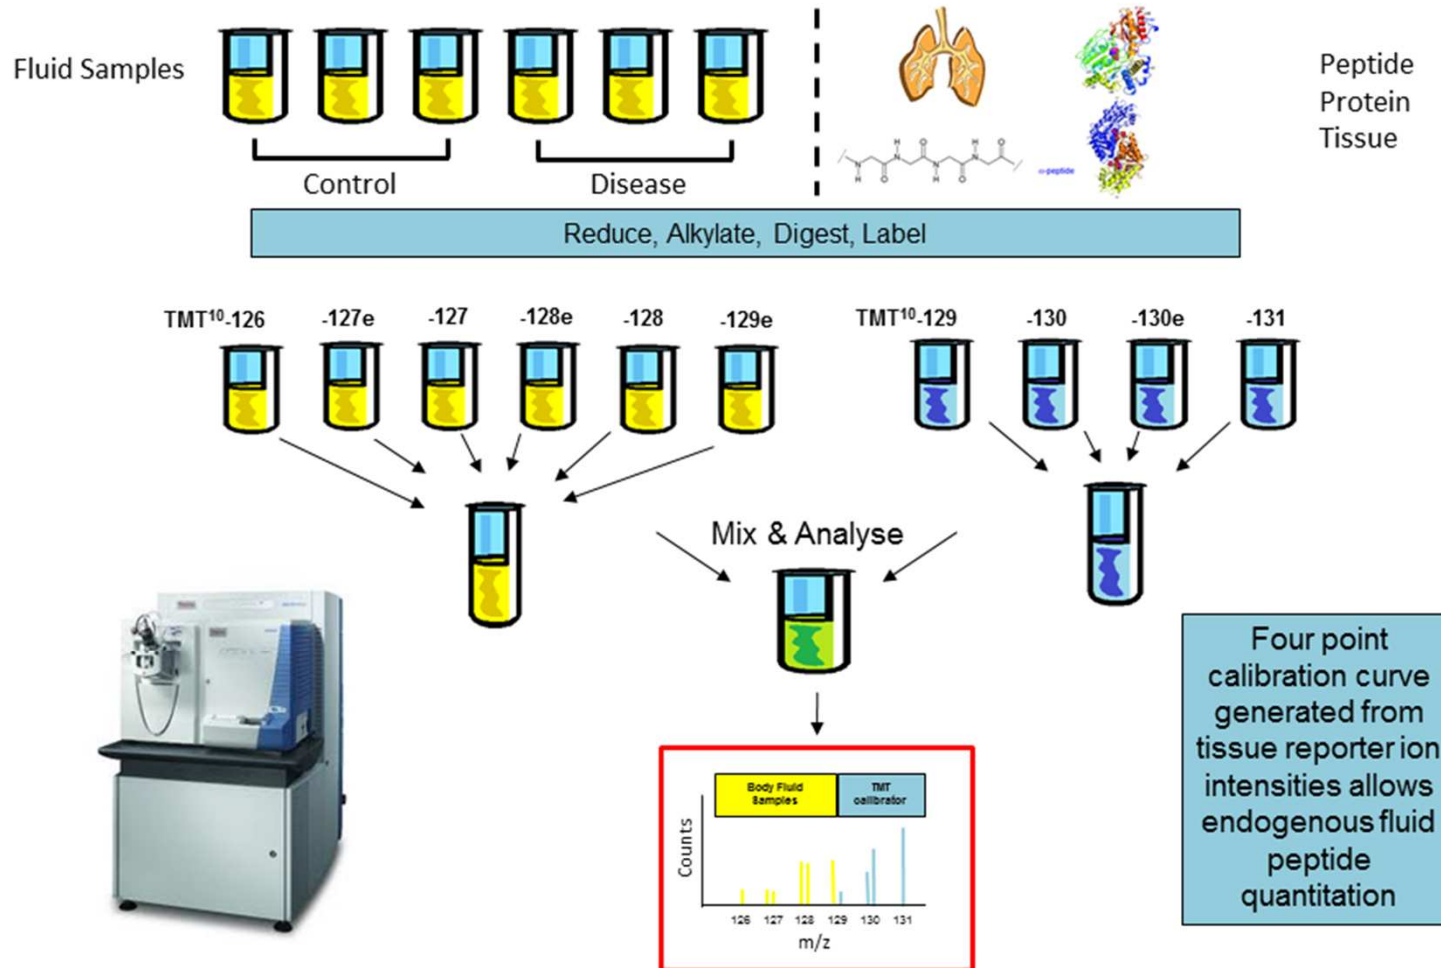 Fluid Samples
Control
Disease
Peptide
Protein
Tissue
H
O
H
O
N
N
N
N
H
O
H
O
α-peptide
Reduce, Alkylate, Digest, Label
TMT¹⁰-126
-127e
-127
-128e
-128
-129e
TMT¹⁰-129
-130
-130e
-131
Mix & Analyse
Body Fluid
Samples
TMT
calibrator
Counts
126
127
128
129
130
131
m/z
Four point
calibration curve
generated from
tissue reporter ion
intensities allows
endogenous fluid
peptide
quantitation